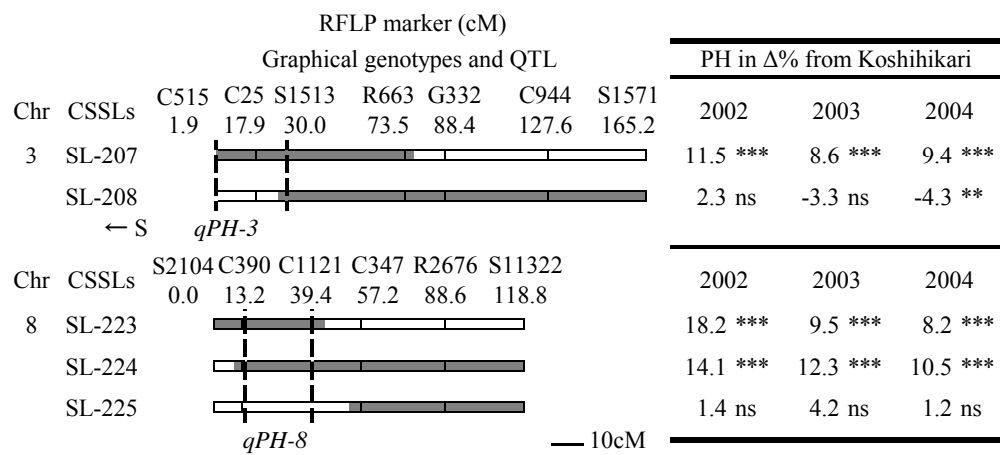 RFLP marker (cM)
Graphical genotypes and QTL
PH in Δ% from Koshihikari
Chr CSSLs C515 C25 S1513 R663 G332 C944 S1571 2002 2003 2004
1.9 17.9 30.0 73.5 88.4 127.6 165.2
3 SL-207 11.5 *** 8.6 *** 9.4 ***
SL-208 2.3 ns -3.3 ns -4.3 **
← S qPH-3
Chr CSSLs S2104 C390 C1121 C347 R2676 S11322 2002 2003 2004
0.0 13.2 39.4 57.2 88.6 118.8
8 SL-223 18.2 *** 9.5 *** 8.2 ***
SL-224 14.1 *** 12.3 *** 10.5 ***
SL-225 1.4 ns 4.2 ns 1.2 ns
qPH-8 10cM